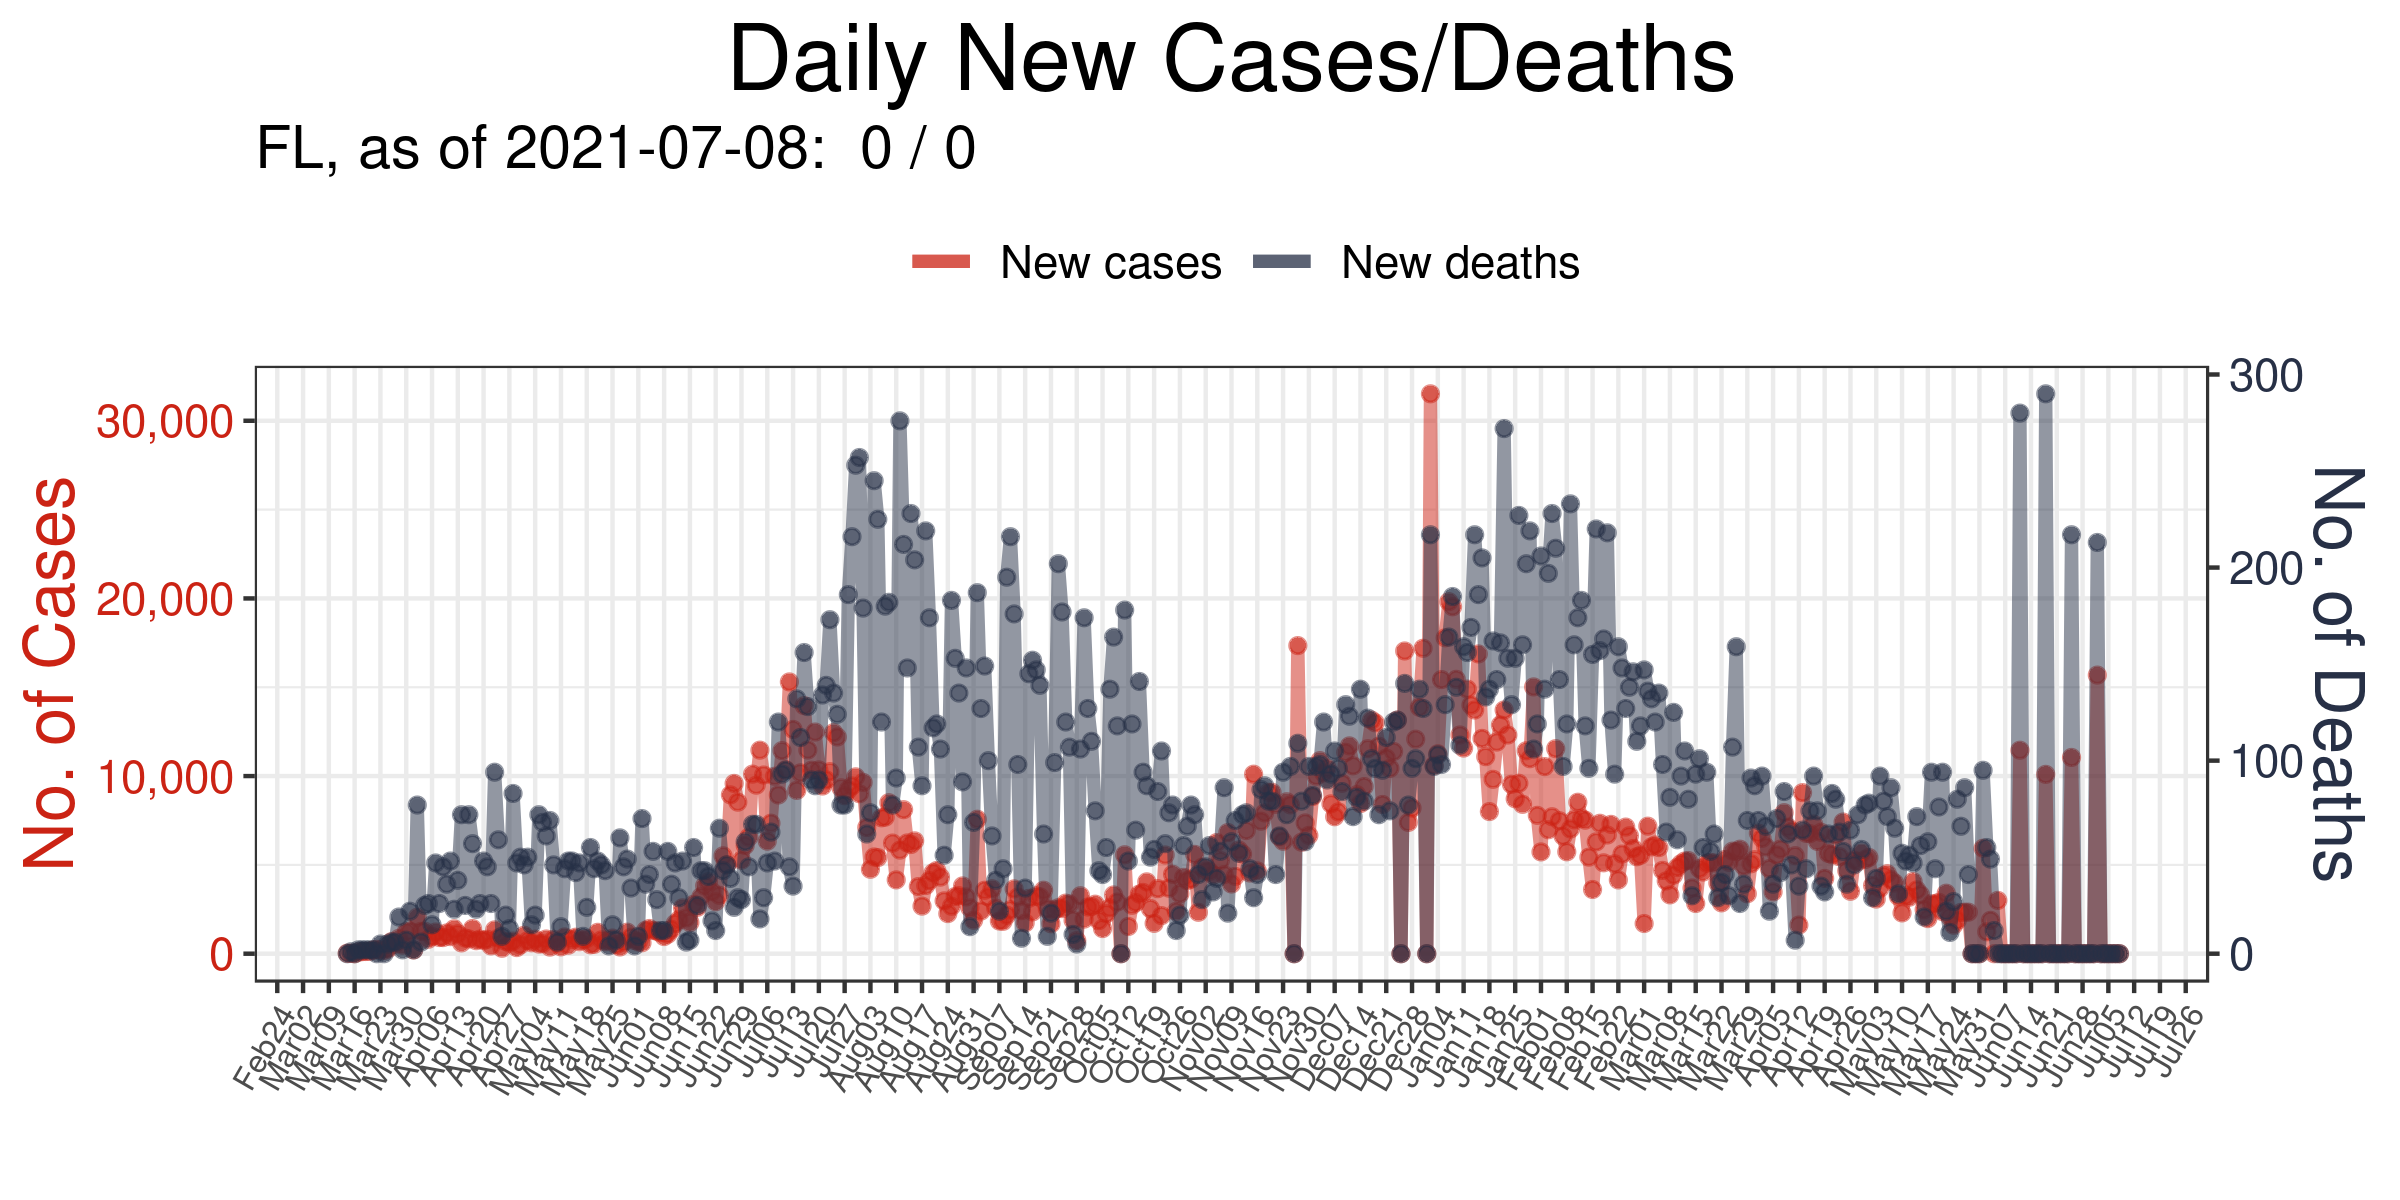 Daily New Cases/Deaths
FL, as of 2021-07-08:  0 / 0
New cases
New deaths
No. of Cases
30,000
20,000
10,000
0
300
200
100
0
No. of Deaths
Feb24
Mar02
Mar09
Mar16
Mar23
Mar30
Apr06
Apr13
Apr20
Apr27
May04
May11
May18
May25
Jun01
Jun08
Jun15
Jun22
Jun29
Jul06
Jul13
Jul20
Jul27
Aug03
Aug10
Aug17
Aug24
Aug31
Sep07
Sep14
Sep21
Sep28
Oct05
Oct12
Oct19
Oct26
Nov02
Nov09
Nov16
Nov23
Nov30
Dec07
Dec14
Dec21
Dec28
Jan04
Jan11
Jan18
Jan25
Feb01
Feb08
Feb15
Feb22
Mar01
Mar08
Mar15
Mar22
Mar29
Apr05
Apr12
Apr19
Apr26
May03
May10
May17
May24
May31
Jun07
Jun14
Jun21
Jun28
Jul05
Jul12
Jul19
Jul26